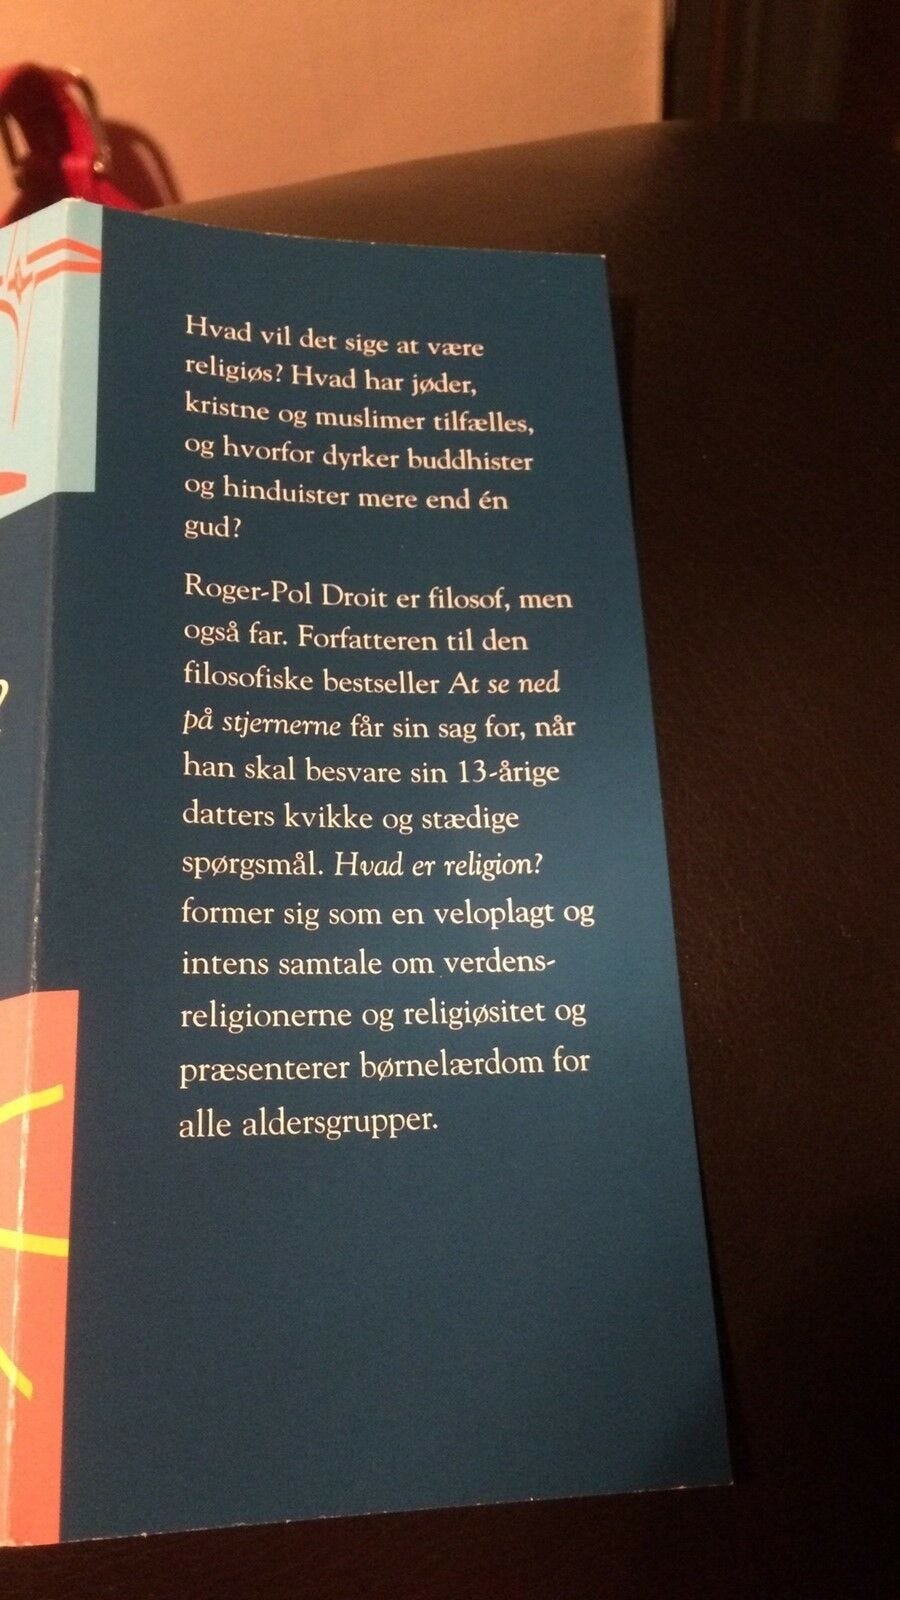 Hvad vil det sige at være
religiøs? Hvad har jøder,
kristne og muslimer tilfælles,
og hvorfor dyrker buddhister
og hinduister mere end én
gud?
Roger-Pol Droit er filosof, men
også far. Forfatteren til den
filosofiske bestseller At se ned
på stjernerne får sin sag for, når
han skal besvare sin 13-årige
datters kvikke og stædige
spørgsmål. Hvad er religion?
former sig som en veloplagt og
intens samtale om verdens-
religionerne og religiøsitet og
præsenterer børnelærdom for
alle aldersgrupper.